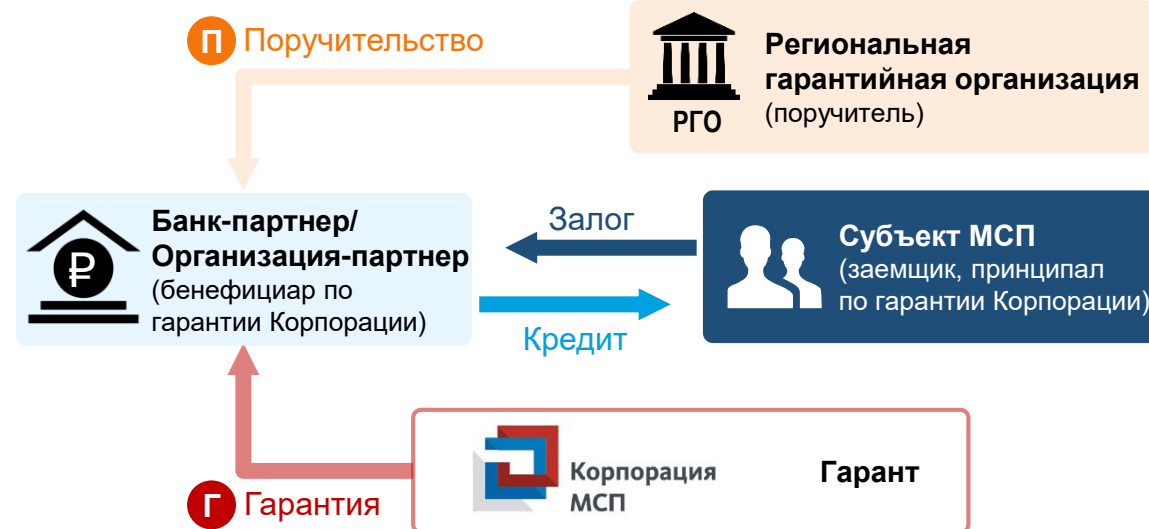 П Поручительство
Региональная
гарантийная организация
(поручитель)
РГО
Банк-партнер/
Организация-партнер
(бенефициар по
гарантии Корпорации)
₽
Залог
Кредит
Субъект МСП
(заемщик, принципал
по гарантии Корпорации)
Корпорация
МСП
Гарант
Г Гарантия